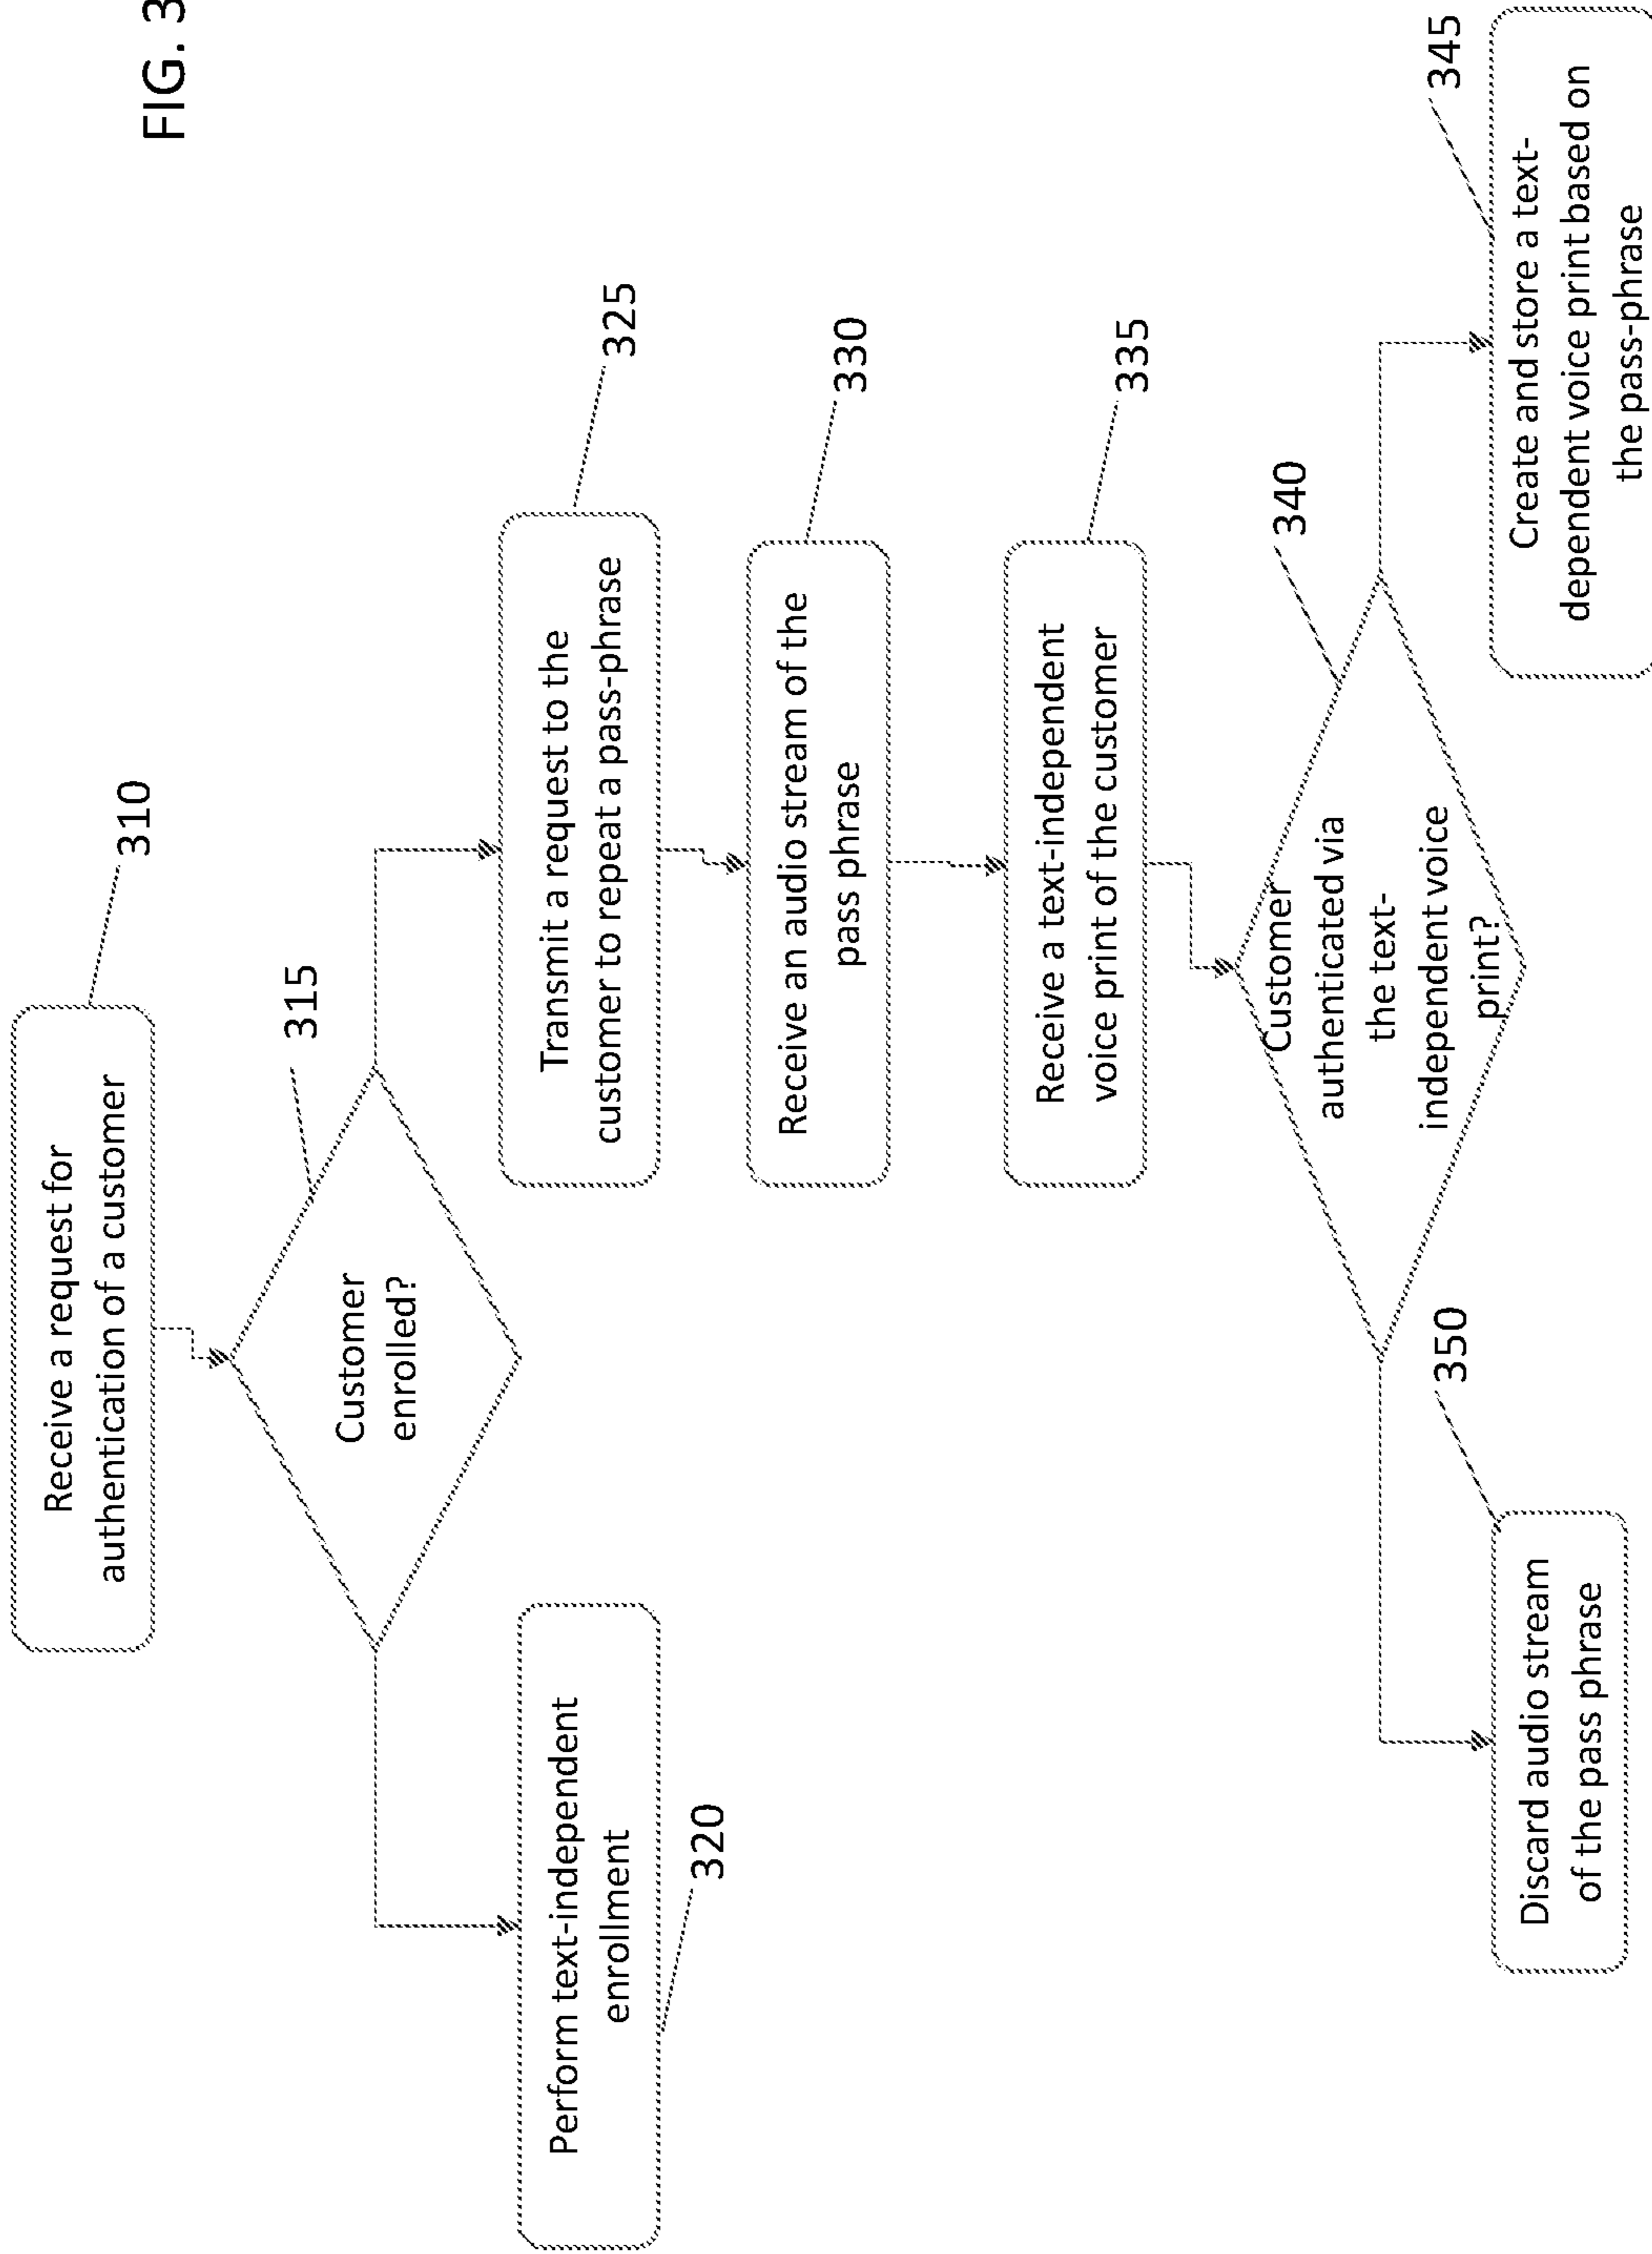 FIG. 3
Receive a request for
authentication of a customer
310
Customer
enrolled?
315
Perform text-independent
enrollment
320
Transmit a request to the
customer to repeat a pass-phrase
325
Receive an audio stream of the
pass phrase
330
Receive a text-independent
voice print of the customer
335
Customer
authenticated via
the text-
independent voice
print?
340
Discard audio stream
of the pass phrase
350
Create and store a text-
dependent voice print based on
the pass-phrase
345